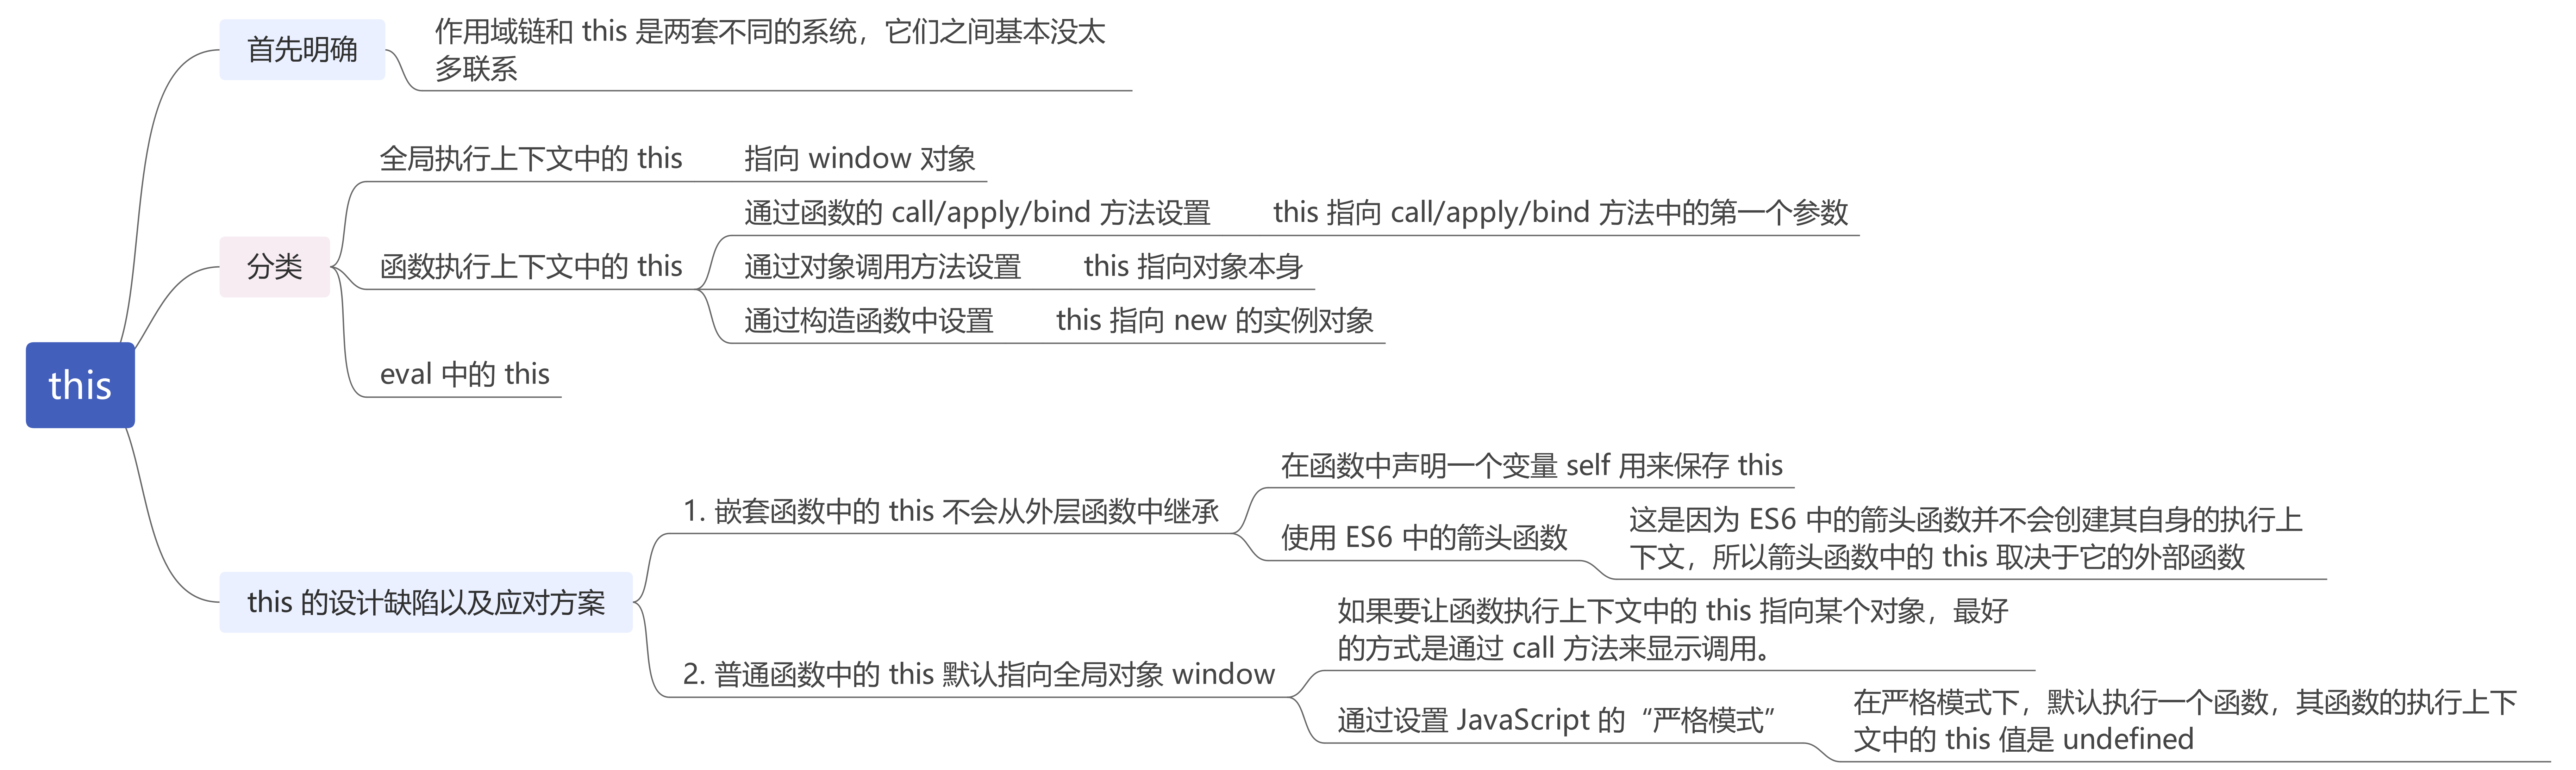 首先明确
作用域链和 this 是两套不同的系统，它们之间基本没太
多联系
全局执行上下文中的 this
指向 window 对象
通过函数的 call/apply/bind 方法设置
this 指向 call/apply/bind 方法中的第一个参数
分类
函数执行上下文中的 this
通过对象调用方法设置
this 指向对象本身
通过构造函数中设置
this 指向 new 的实例对象
eval 中的 this
this
在函数中声明一个变量 self 用来保存 this
1. 嵌套函数中的 this 不会从外层函数中继承
使用 ES6 中的箭头函数
这是因为 ES6 中的箭头函数并不会创建其自身的执行上
下文，所以箭头函数中的 this 取决于它的外部函数
this 的设计缺陷以及应对方案
如果要让函数执行上下文中的 this 指向某个对象，最好
的方式是通过 call 方法来显示调用。
2. 普通函数中的 this 默认指向全局对象 window
通过设置 JavaScript 的“严格模式”
在严格模式下，默认执行一个函数，其函数的执行上下
文中的 this 值是 undefined